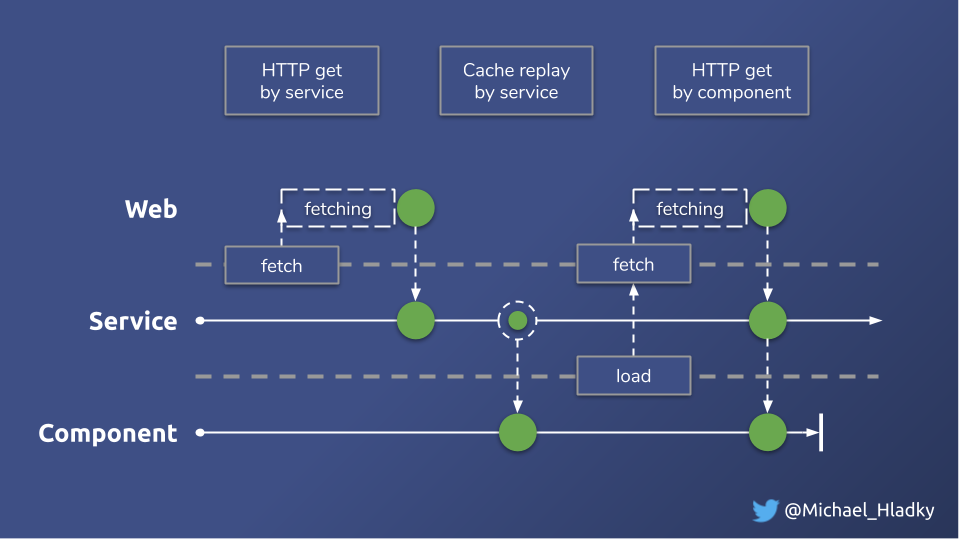 HTTP get
by service
Cache replay
by service
HTTP get
by component
Web
fetching
fetching
fetch
fetch
Service
load
Component
@Michael_Hladky